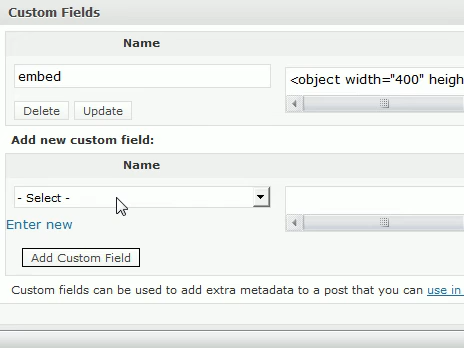 Custom Fields
Name
embed
<object width="400" heigh
Delete Update
Add new custom field:
Name
- Select -
Enter new
Add Custom Field
Custom fields can be used to add extra metadata to a post that you can use in